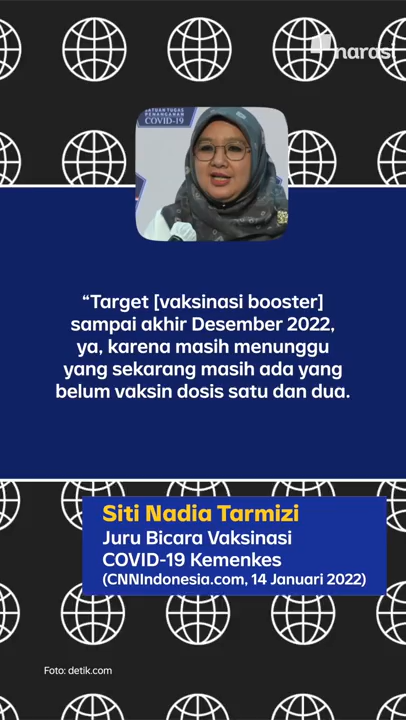 narasi
SATUAN TUGAS
PENANGANAN
COVID-19
“Target [vaksinasi booster]
sampai akhir Desember 2022,
ya, karena masih menunggu
yang sekarang masih ada yang
belum vaksin dosis satu dan dua.
Siti Nadia Tarmizi
Juru Bicara Vaksinasi
COVID-19 Kemenkes
(CNNIndonesia.com, 14 Januari 2022)
Foto: detik.com